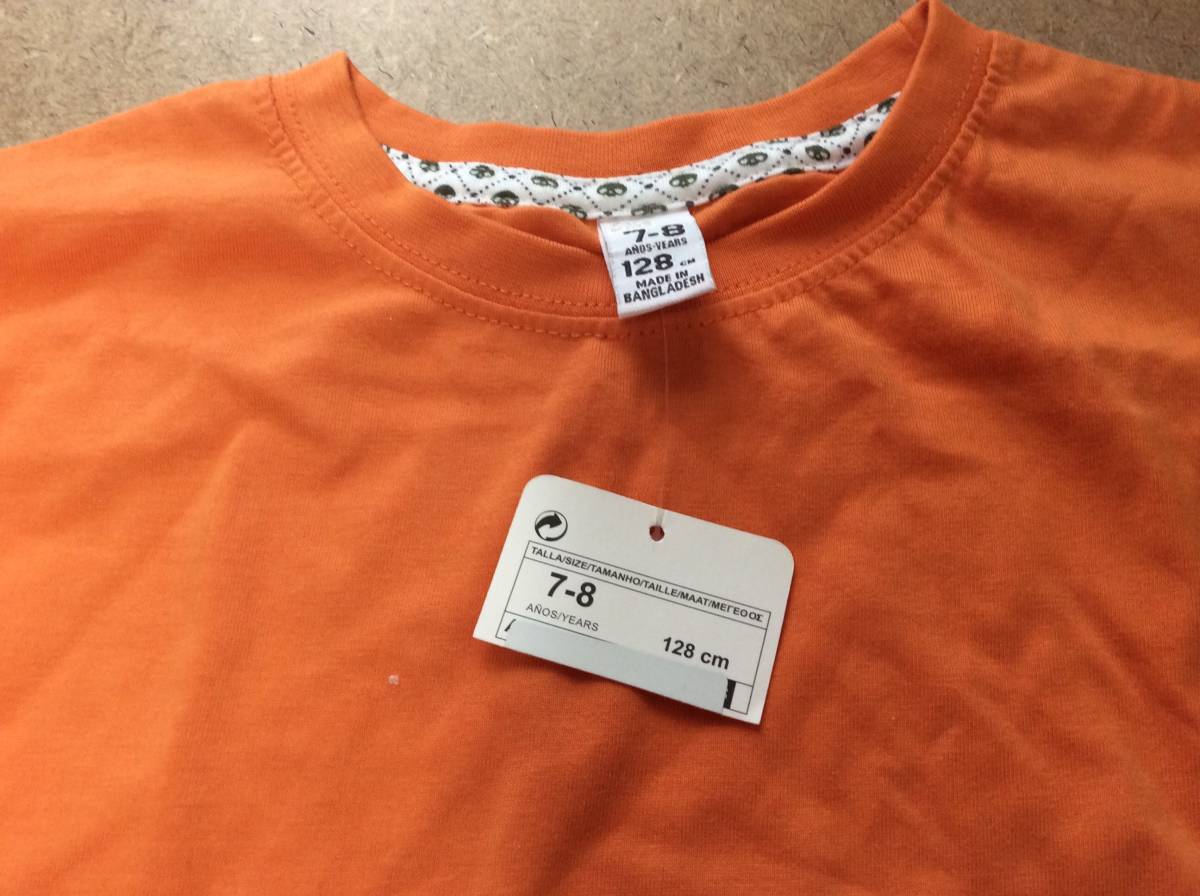 7-8
AÑOS-YEARS
128 CM
MADE IN
BANGLADESH
TALLA/SIZE/TAMANHO/TAILLE/MAAT/ΜΕΓΕΘΟΣ
7-8
AÑOS/YEARS
128 cm